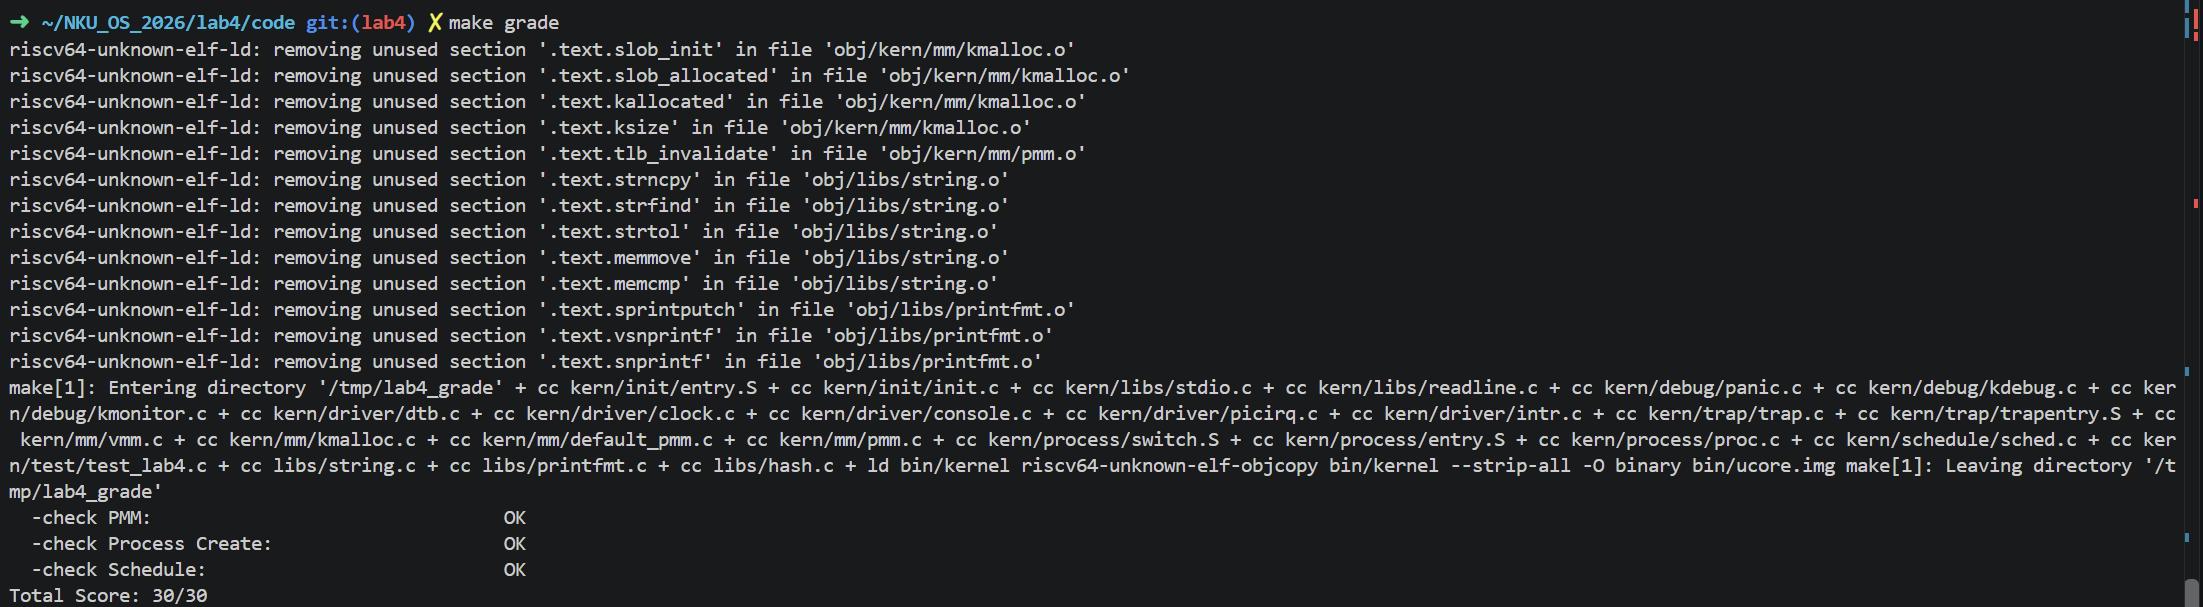 ➜ ~/NKU_OS_2026/lab4/code git:(lab4) ✗ make grade
riscv64-unknown-elf-ld: removing unused section '.text.slob_init' in file 'obj/kern/mm/kmalloc.o'
riscv64-unknown-elf-ld: removing unused section '.text.slob_allocated' in file 'obj/kern/mm/kmalloc.o'
riscv64-unknown-elf-ld: removing unused section '.text.kallocated' in file 'obj/kern/mm/kmalloc.o'
riscv64-unknown-elf-ld: removing unused section '.text.ksize' in file 'obj/kern/mm/kmalloc.o'
riscv64-unknown-elf-ld: removing unused section '.text.tlb_invalidate' in file 'obj/kern/mm/pmm.o'
riscv64-unknown-elf-ld: removing unused section '.text.strncpy' in file 'obj/libs/string.o'
riscv64-unknown-elf-ld: removing unused section '.text.strfind' in file 'obj/libs/string.o'
riscv64-unknown-elf-ld: removing unused section '.text.strtol' in file 'obj/libs/string.o'
riscv64-unknown-elf-ld: removing unused section '.text.memmove' in file 'obj/libs/string.o'
riscv64-unknown-elf-ld: removing unused section '.text.memcmp' in file 'obj/libs/string.o'
riscv64-unknown-elf-ld: removing unused section '.text.sprintputch' in file 'obj/libs/printfmt.o'
riscv64-unknown-elf-ld: removing unused section '.text.vsnprintf' in file 'obj/libs/printfmt.o'
riscv64-unknown-elf-ld: removing unused section '.text.snprintf' in file 'obj/libs/printfmt.o'
make[1]: Entering directory '/tmp/lab4_grade' + cc kern/init/entry.S + cc kern/init/init.c + cc kern/libs/stdio.c + cc kern/libs/readline.c + cc kern/debug/panic.c + cc kern/debug/kdebug.c + cc ker
n/debug/kmonitor.c + cc kern/driver/dtb.c + cc kern/driver/clock.c + cc kern/driver/console.c + cc kern/driver/picirq.c + cc kern/driver/intr.c + cc kern/trap/trap.c + cc kern/trap/trapentry.S + cc
 kern/mm/vmm.c + cc kern/mm/kmalloc.c + cc kern/mm/default_pmm.c + cc kern/mm/pmm.c + cc kern/process/switch.S + cc kern/process/entry.S + cc kern/process/proc.c + cc kern/schedule/sched.c + cc ker
n/test/test_lab4.c + cc libs/string.c + cc libs/printfmt.c + cc libs/hash.c + ld bin/kernel riscv64-unknown-elf-objcopy bin/kernel --strip-all -O binary bin/ucore.img make[1]: Leaving directory '/t
mp/lab4_grade'
  -check PMM:                                OK
  -check Process Create:                     OK
  -check Schedule:                           OK
Total Score: 30/30